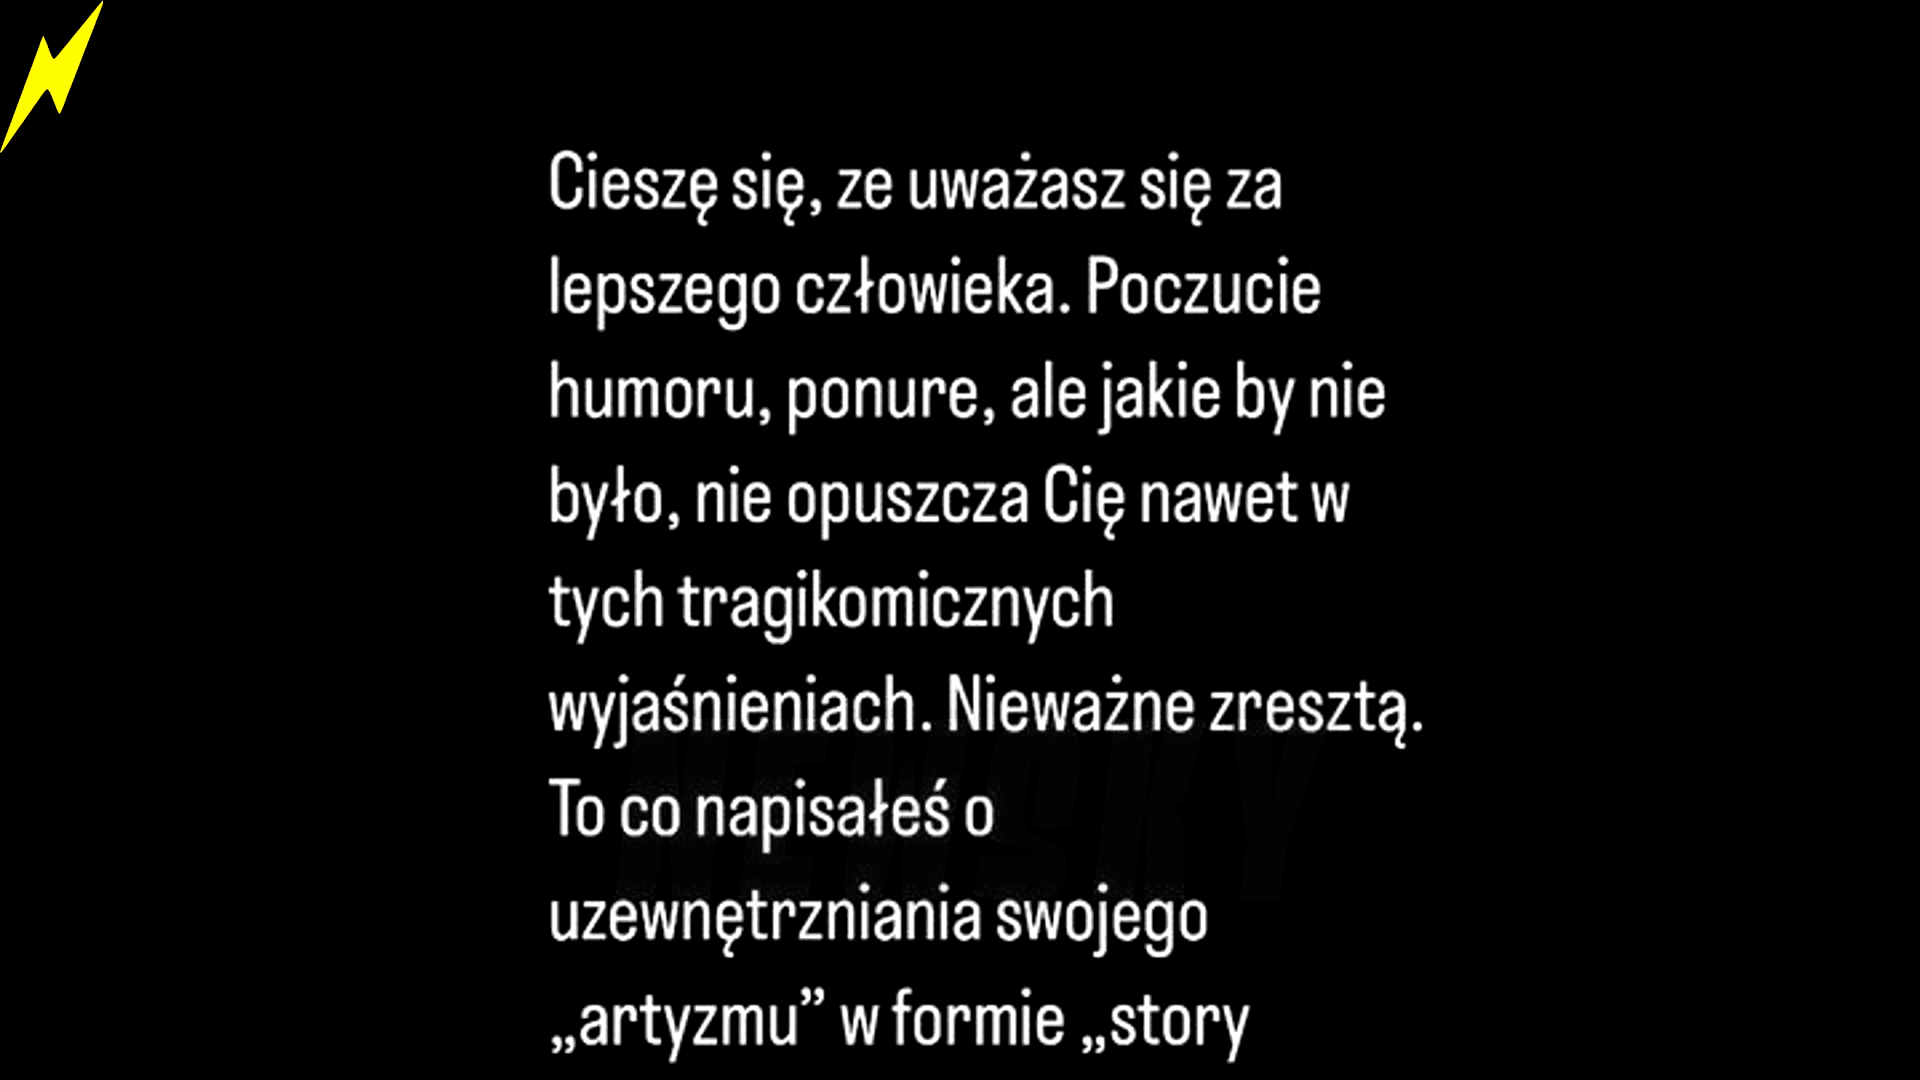 Cieszę się, ze uważasz się za
lepszego człowieka. Poczucie
humoru, ponure, ale jakie by nie
było, nie opuszcza Cię nawet w
tych tragikomicznych
wyjaśnieniach. Nieważne zresztą.
To co napisałeś o
uzewnętrzniania swojego
„artyzmu” w formie „story
NEWSKY